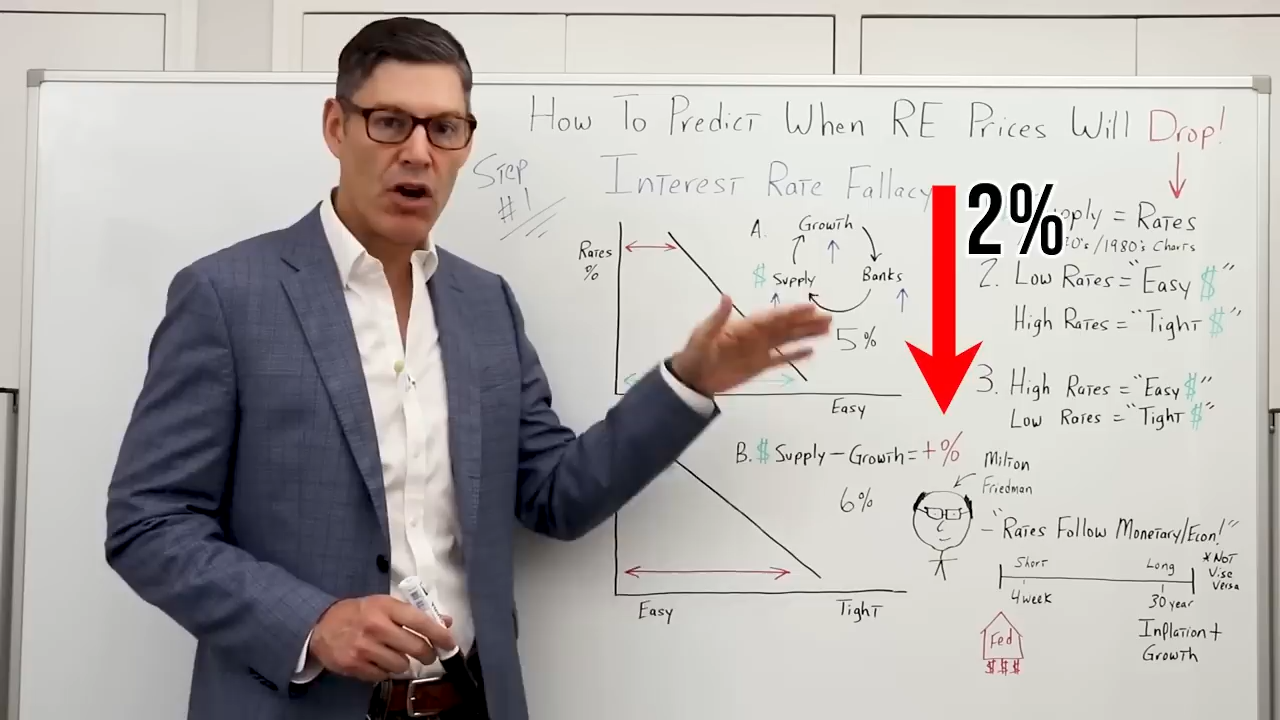 How To Predict When RE Prices Will Drop!
Step
#1
Interest Rate Fallacy
2%
Rates
%
Easy
A. Growth
$ Supply
Banks
5%
B. $ Supply – Growth = +%
6%
Easy
Tight
= Rates
/1980's Charts
2. Low Rates = "Easy $"
High Rates = "Tight $"
3. High Rates = "Easy $"
Low Rates = "Tight $"
Milton
Friedman
– "Rates Follow Monetary/Econ!"
* Not
Vise
Versa
Short
Long
4 week
30 year
Fed
$ $ $
Inflation +
Growth